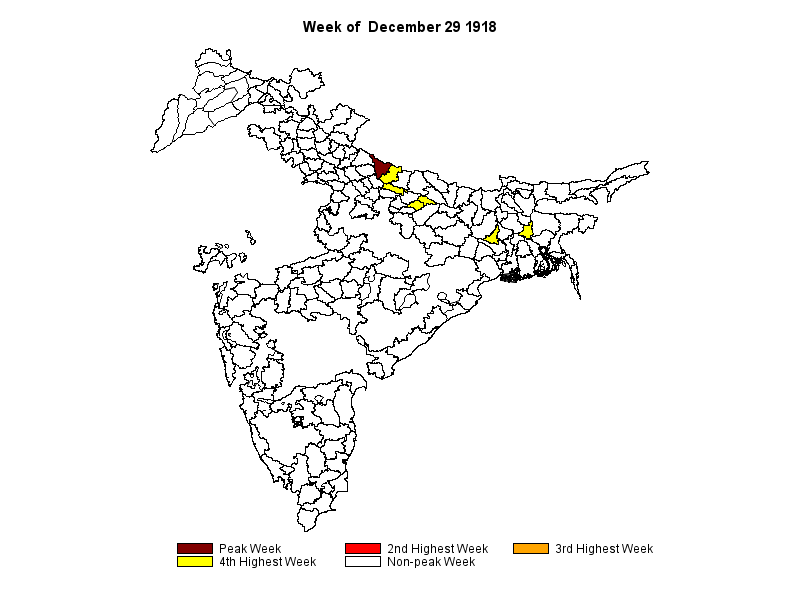 Week of  December 29 1918
Peak Week 2nd Highest Week 3rd Highest Week
4th Highest Week Non-peak Week